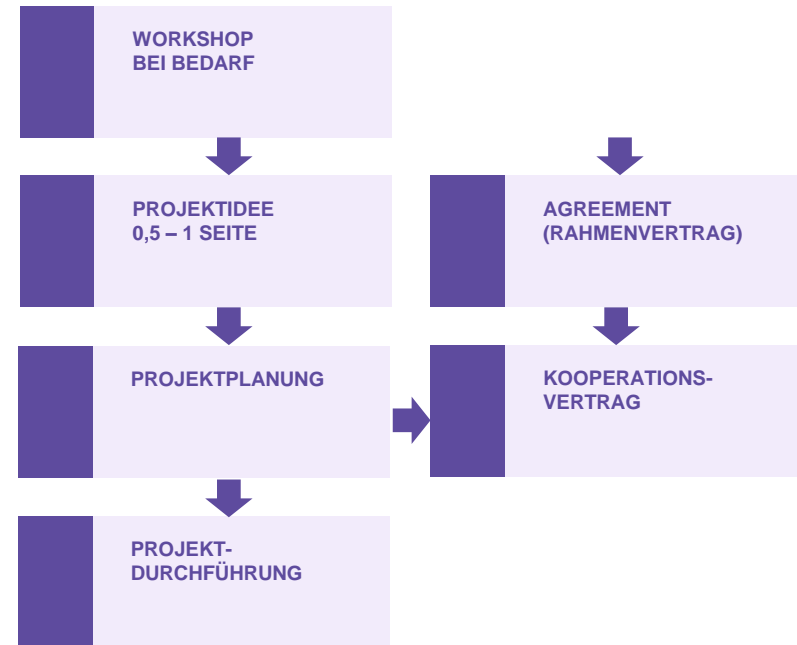 WORKSHOP
BEI BEDARF
PROJEKTIDEE
0,5 – 1 SEITE
AGREEMENT
(RAHMENVERTRAG)
PROJEKTPLANUNG
KOOPERATIONS-
VERTRAG
PROJEKT-
DURCHFÜHRUNG